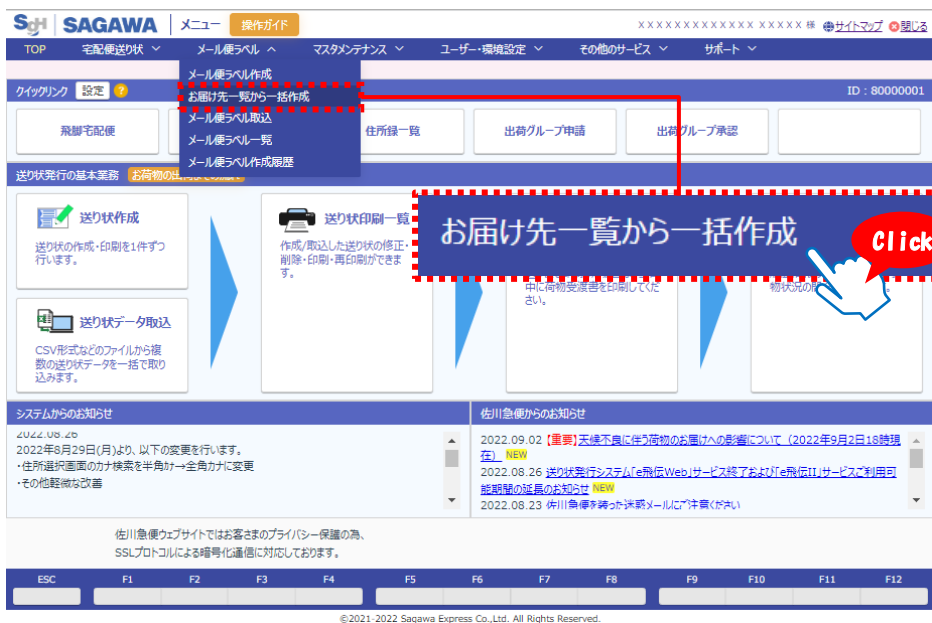 SGH SAGAWA メニュー 操作ガイド XXXXXXXXXXXXX XXXXX 様 サイトマップ 閉じる
TOP 宅配便送り状 メール便ラベル マスタメンテナンス ユーザー・環境設定 その他のサービス サポート
メール便ラベル作成
クイックリンク 設定 ? お届け先一覧から一括作成 ID : 80000001
メール便ラベル取込
飛脚宅配便 住所録一覧 出荷グループ申請 出荷グループ承認
メール便ラベル一覧
メール便ラベル作成履歴
送り状発行の基本業務
送り状作成
送り状の作成・印刷を1件ずつ
行います。
送り状印刷一覧
作成/取込した送り状の修正・
削除・印刷・再印刷ができま
す。
お届け先一覧から一括作成
Click
中に荷物受渡書を印刷してくだ
さい。
送り状データ取込
CSV形式などのファイルから複
数の送り状データを一括で取り
込みます。
システムからのお知らせ
2022.08.26
2022年8月29日(月)より、以下の変更を行います。
・住所選択画面のカナ検索を半角カナ→全角カナに変更
・その他軽微な改善
佐川急便からのお知らせ
2022.09.02 【重要】天候不良に伴う荷物のお届けへの影響について（2022年9月2日18時現
在） NEW
2022.08.26 送り状発行システム「e飛伝Web」サービス終了および「e飛伝II」サービスご利用可
能期間の延長のお知らせ NEW
2022.08.23 佐川急便を装った迷惑メールにご注意ください
佐川急便ウェブサイトではお客さまのプライバシー保護の為、
SSLプロトコルによる暗号化通信に対応しております。
ESC F1 F2 F3 F4 F5 F6 F7 F8 F9 F10 F11 F12
©2021-2022 Sagawa Express Co.,Ltd. All Rights Reserved.